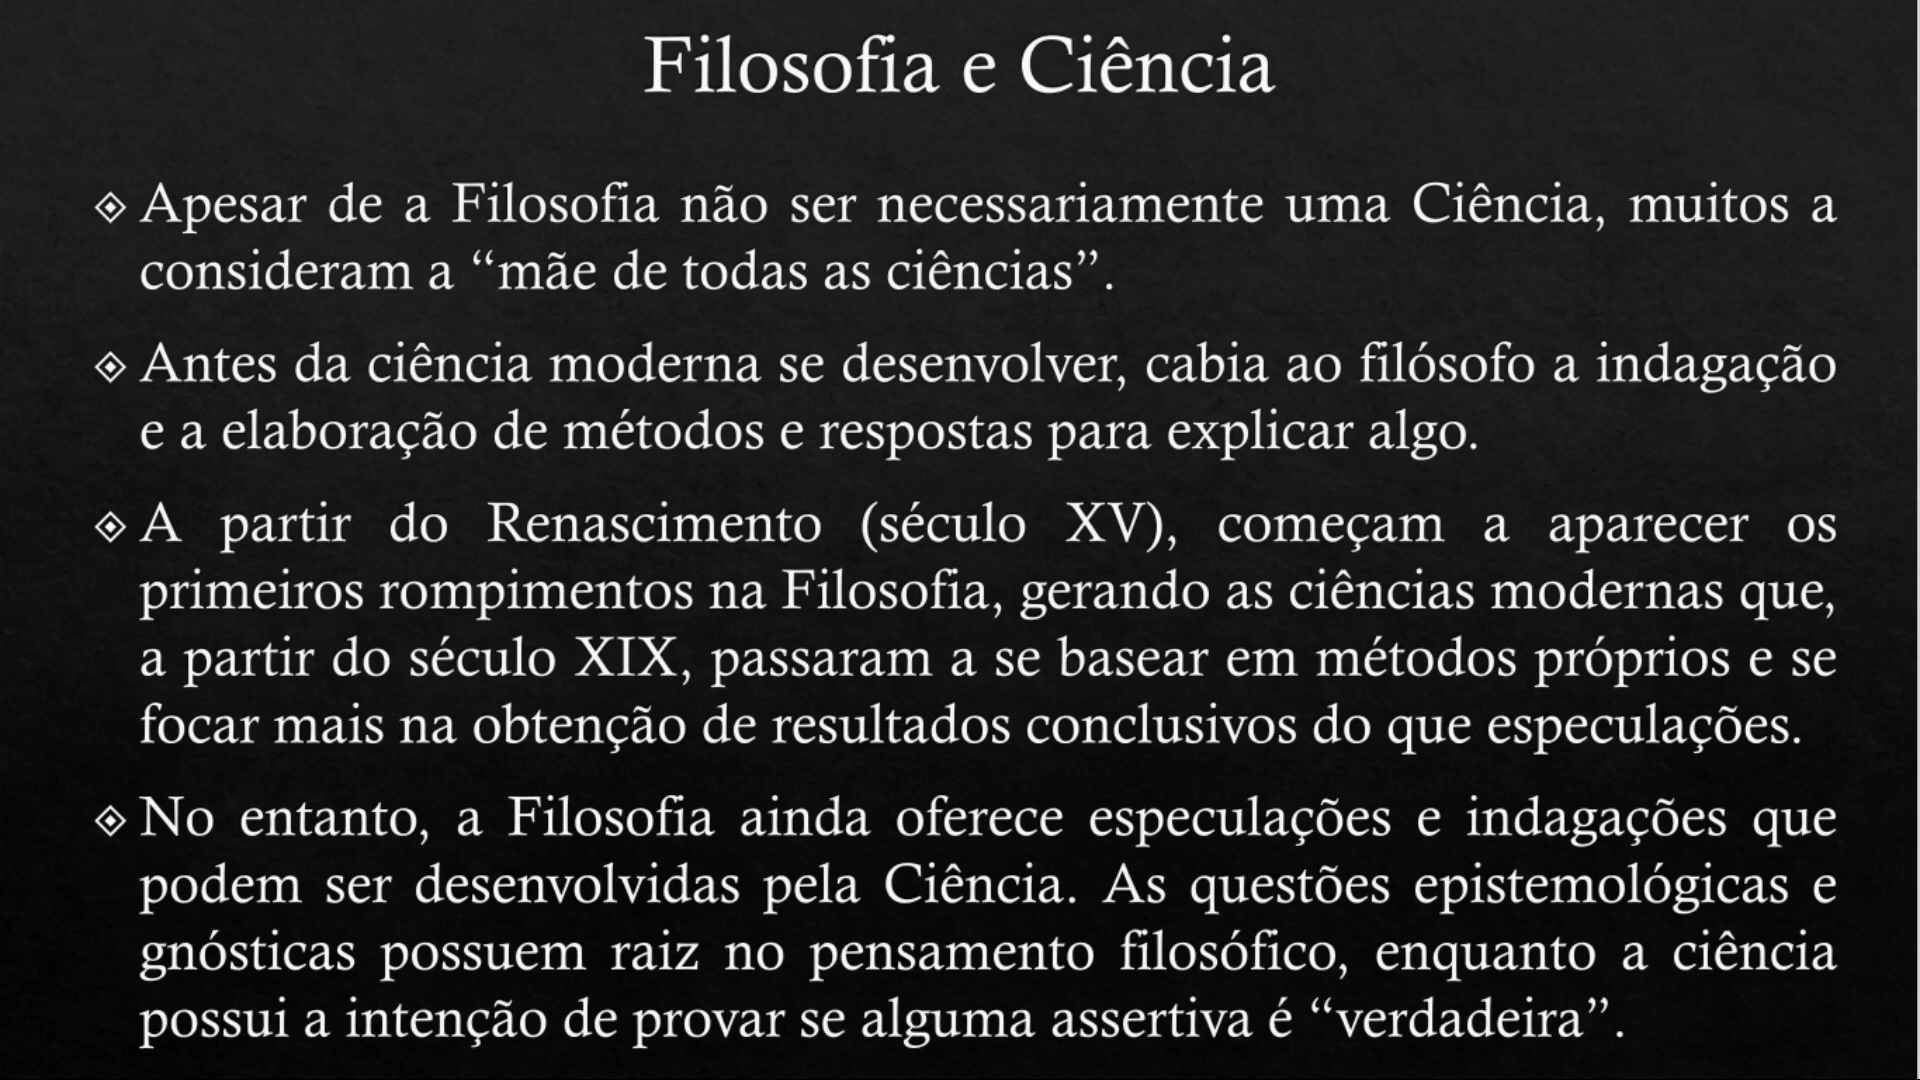 Filosofia e Ciência
Apesar de a Filosofia não ser necessariamente uma Ciência, muitos a
consideram a “mãe de todas as ciências”.
Antes da ciência moderna se desenvolver, cabia ao filósofo a indagação
e a elaboração de métodos e respostas para explicar algo.
A partir do Renascimento (século XV), começam a aparecer os
primeiros rompimentos na Filosofia, gerando as ciências modernas que,
a partir do século XIX, passaram a se basear em métodos próprios e se
focar mais na obtenção de resultados conclusivos do que especulações.
No entanto, a Filosofia ainda oferece especulações e indagações que
podem ser desenvolvidas pela Ciência. As questões epistemológicas e
gnósticas possuem raiz no pensamento filosófico, enquanto a ciência
possui a intenção de provar se alguma assertiva é “verdadeira”.